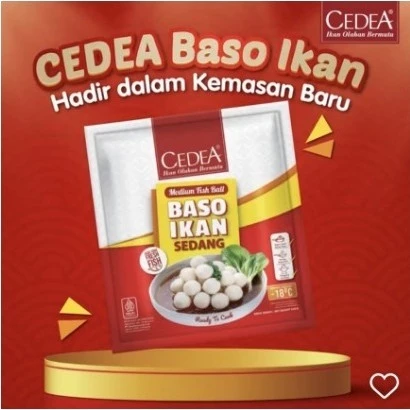 CEDEA®
Ikan Olahan Bermutu
CEDEA Baso Ikan
Hadir dalam Kemasan Baru
CEDEA®
Ikan Olahan Bermutu
Medium Fish Ball
BASO
IKAN
SEDANG
FISH
-18°C
Ready To Cook